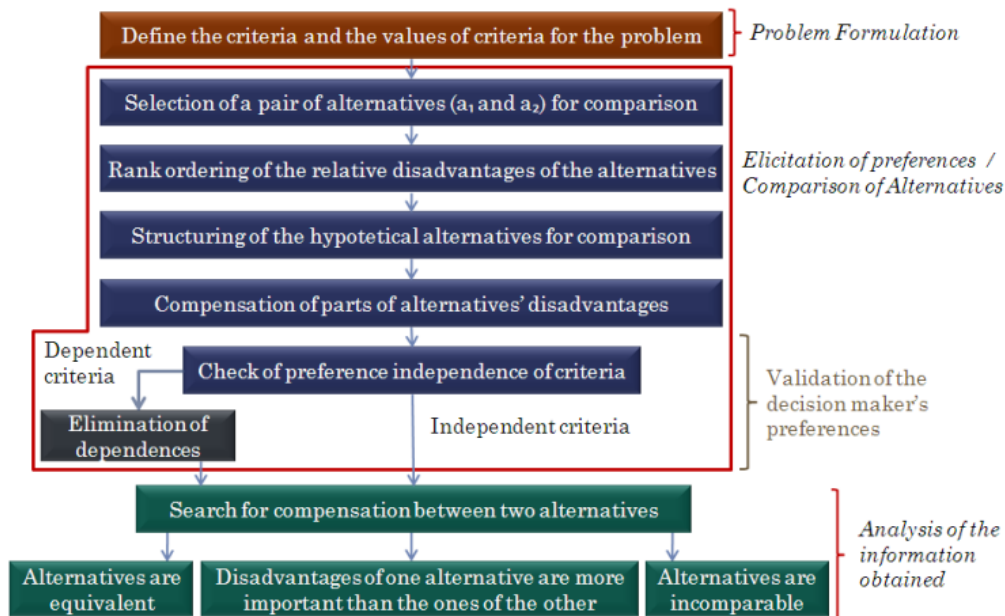 Define the criteria and the values of criteria for the problem
Problem Formulation
Selection of a pair of alternatives (a₁ and a₂) for comparison
Rank ordering of the relative disadvantages of the alternatives
Elicitation of preferences /
Comparison of Alternatives
Structuring of the hypotetical alternatives for comparison
Compensation of parts of alternatives' disadvantages
Dependent
criteria
Check of preference independence of criteria
Validation of the
decision maker's
preferences
Elimination of
dependences
Independent criteria
Search for compensation between two alternatives
Analysis of the
information
obtained
Alternatives are
equivalent
Disadvantages of one alternative are more
important than the ones of the other
Alternatives are
incomparable